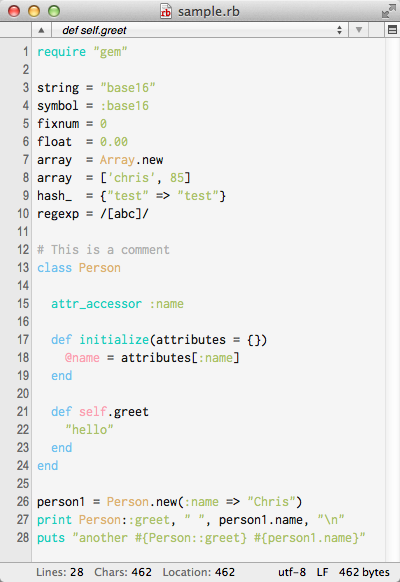 rb sample.rb
def self.greet
1 require "gem"
2
3 string = "base16"
4 symbol = :base16
5 fixnum = 0
6 float  = 0.00
7 array  = Array.new
8 array  = ['chris', 85]
9 hash_  = {"test" => "test"}
10 regexp = /[abc]/
11
12 # This is a comment
13 class Person
14
15   attr_accessor :name
16
17   def initialize(attributes = {})
18     @name = attributes[:name]
19   end
20
21   def self.greet
22     "hello"
23   end
24 end
25
26 person1 = Person.new(:name => "Chris")
27 print Person::greet, " ", person1.name, "\n"
28 puts "another #{Person::greet} #{person1.name}"
Lines: 28 Chars: 462 Location: 462 utf-8 LF 462 bytes